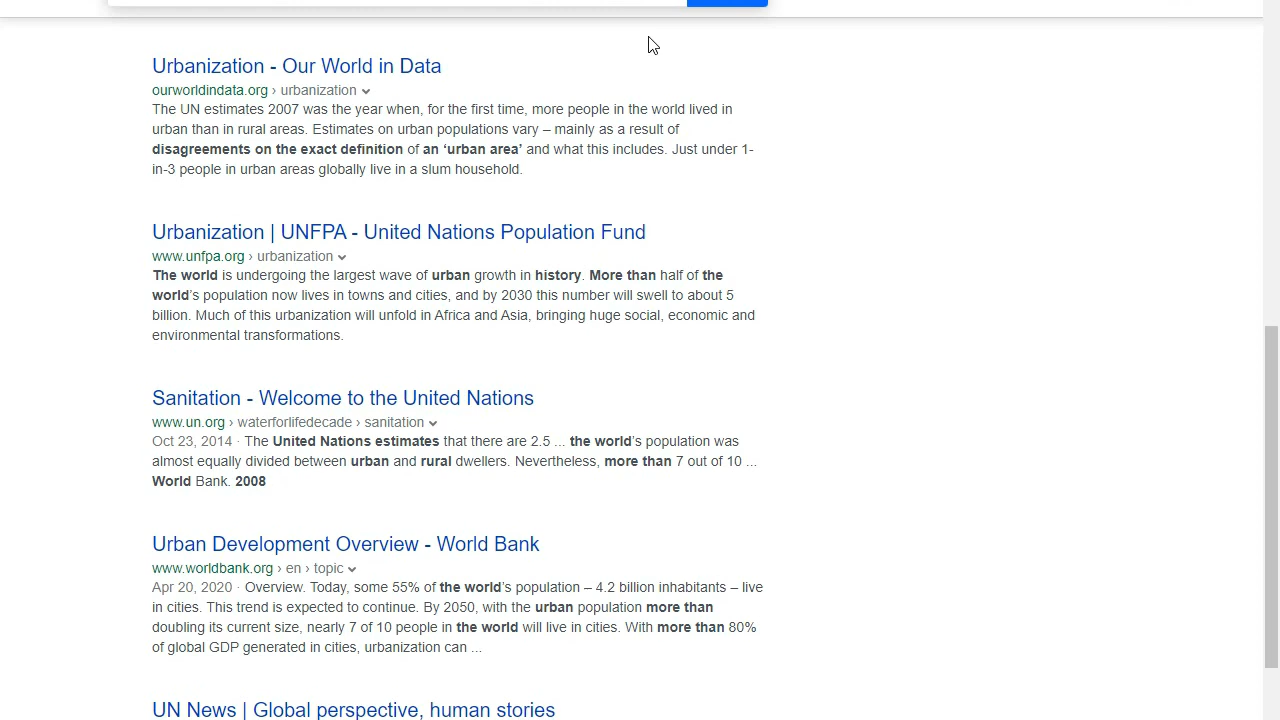 Urbanization - Our World in Data
ourworldindata.org › urbanization
The UN estimates 2007 was the year when, for the first time, more people in the world lived in
urban than in rural areas. Estimates on urban populations vary – mainly as a result of
disagreements on the exact definition of an ‘urban area’ and what this includes. Just under 1-
in-3 people in urban areas globally live in a slum household.
Urbanization | UNFPA - United Nations Population Fund
www.unfpa.org › urbanization
The world is undergoing the largest wave of urban growth in history. More than half of the
world’s population now lives in towns and cities, and by 2030 this number will swell to about 5
billion. Much of this urbanization will unfold in Africa and Asia, bringing huge social, economic and
environmental transformations.
Sanitation - Welcome to the United Nations
www.un.org › waterforlifedecade › sanitation
Oct 23, 2014 · The United Nations estimates that there are 2.5 ... the world’s population was
almost equally divided between urban and rural dwellers. Nevertheless, more than 7 out of 10 ...
World Bank. 2008
Urban Development Overview - World Bank
www.worldbank.org › en › topic
Apr 20, 2020 · Overview. Today, some 55% of the world’s population – 4.2 billion inhabitants – live
in cities. This trend is expected to continue. By 2050, with the urban population more than
doubling its current size, nearly 7 of 10 people in the world will live in cities. With more than 80%
of global GDP generated in cities, urbanization can ...
UN News | Global perspective, human stories